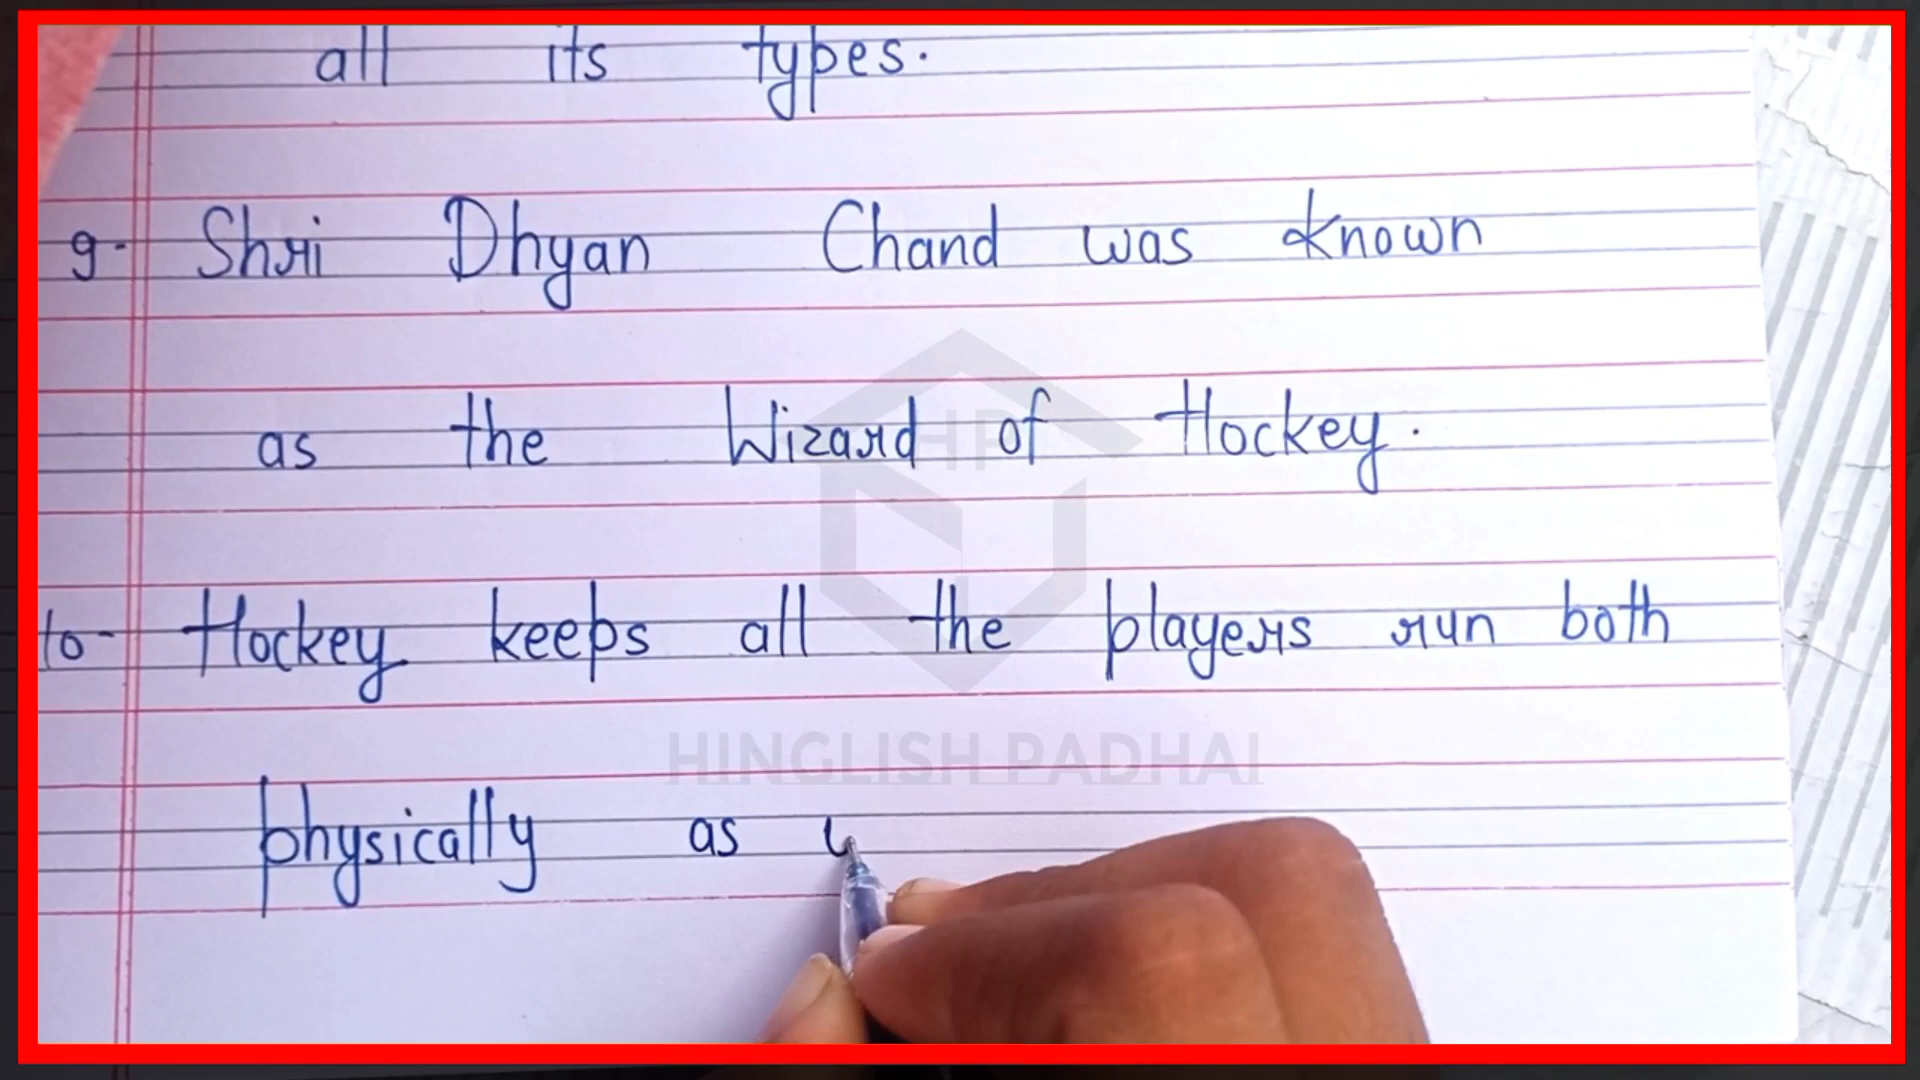 all its types.
9- Shri Dhyan Chand was known
as the Wizard of Hockey.
HP
10- Hockey keeps all the players run both
HINGLISH PADHAI
physically as